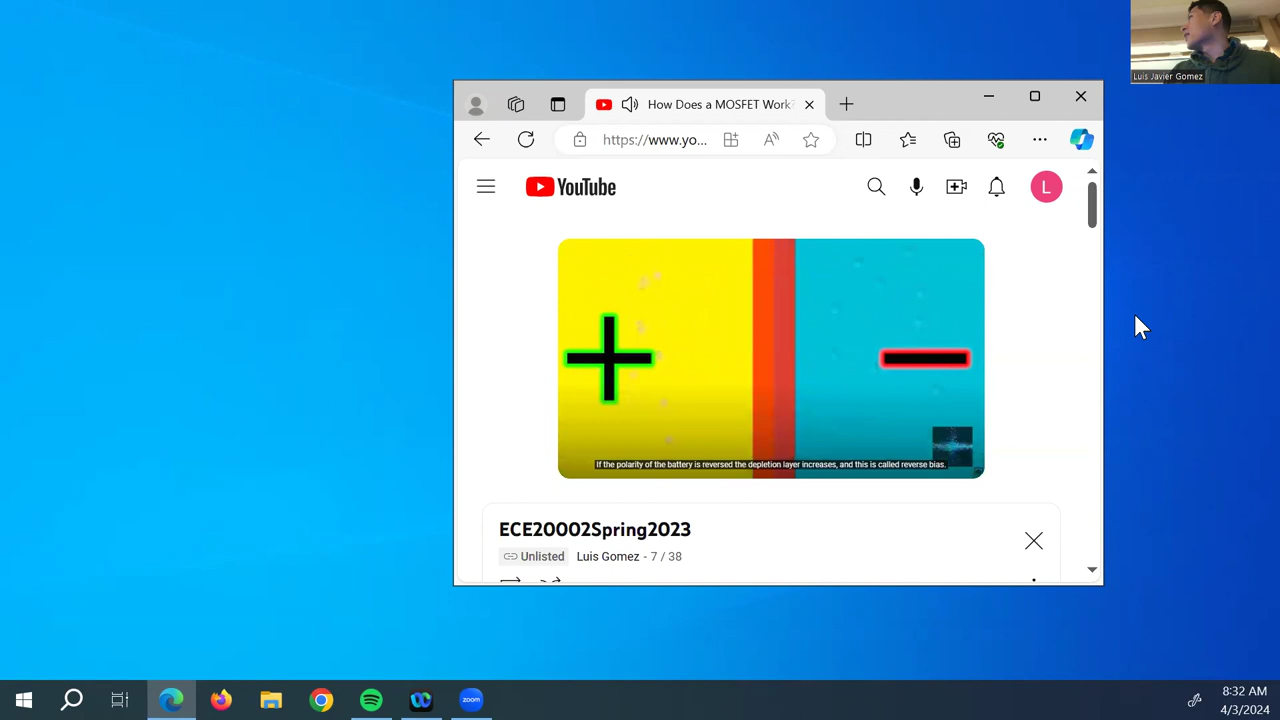 Luis Javier Gomez
How Does a MOSFET Work?
https://www.yo...
YouTube
L
If the polarity of the battery is reversed the depletion layer increases, and this is called reverse bias.
ECE20002Spring2023
Unlisted Luis Gomez - 7 / 38
zoom
8:32 AM
4/3/2024